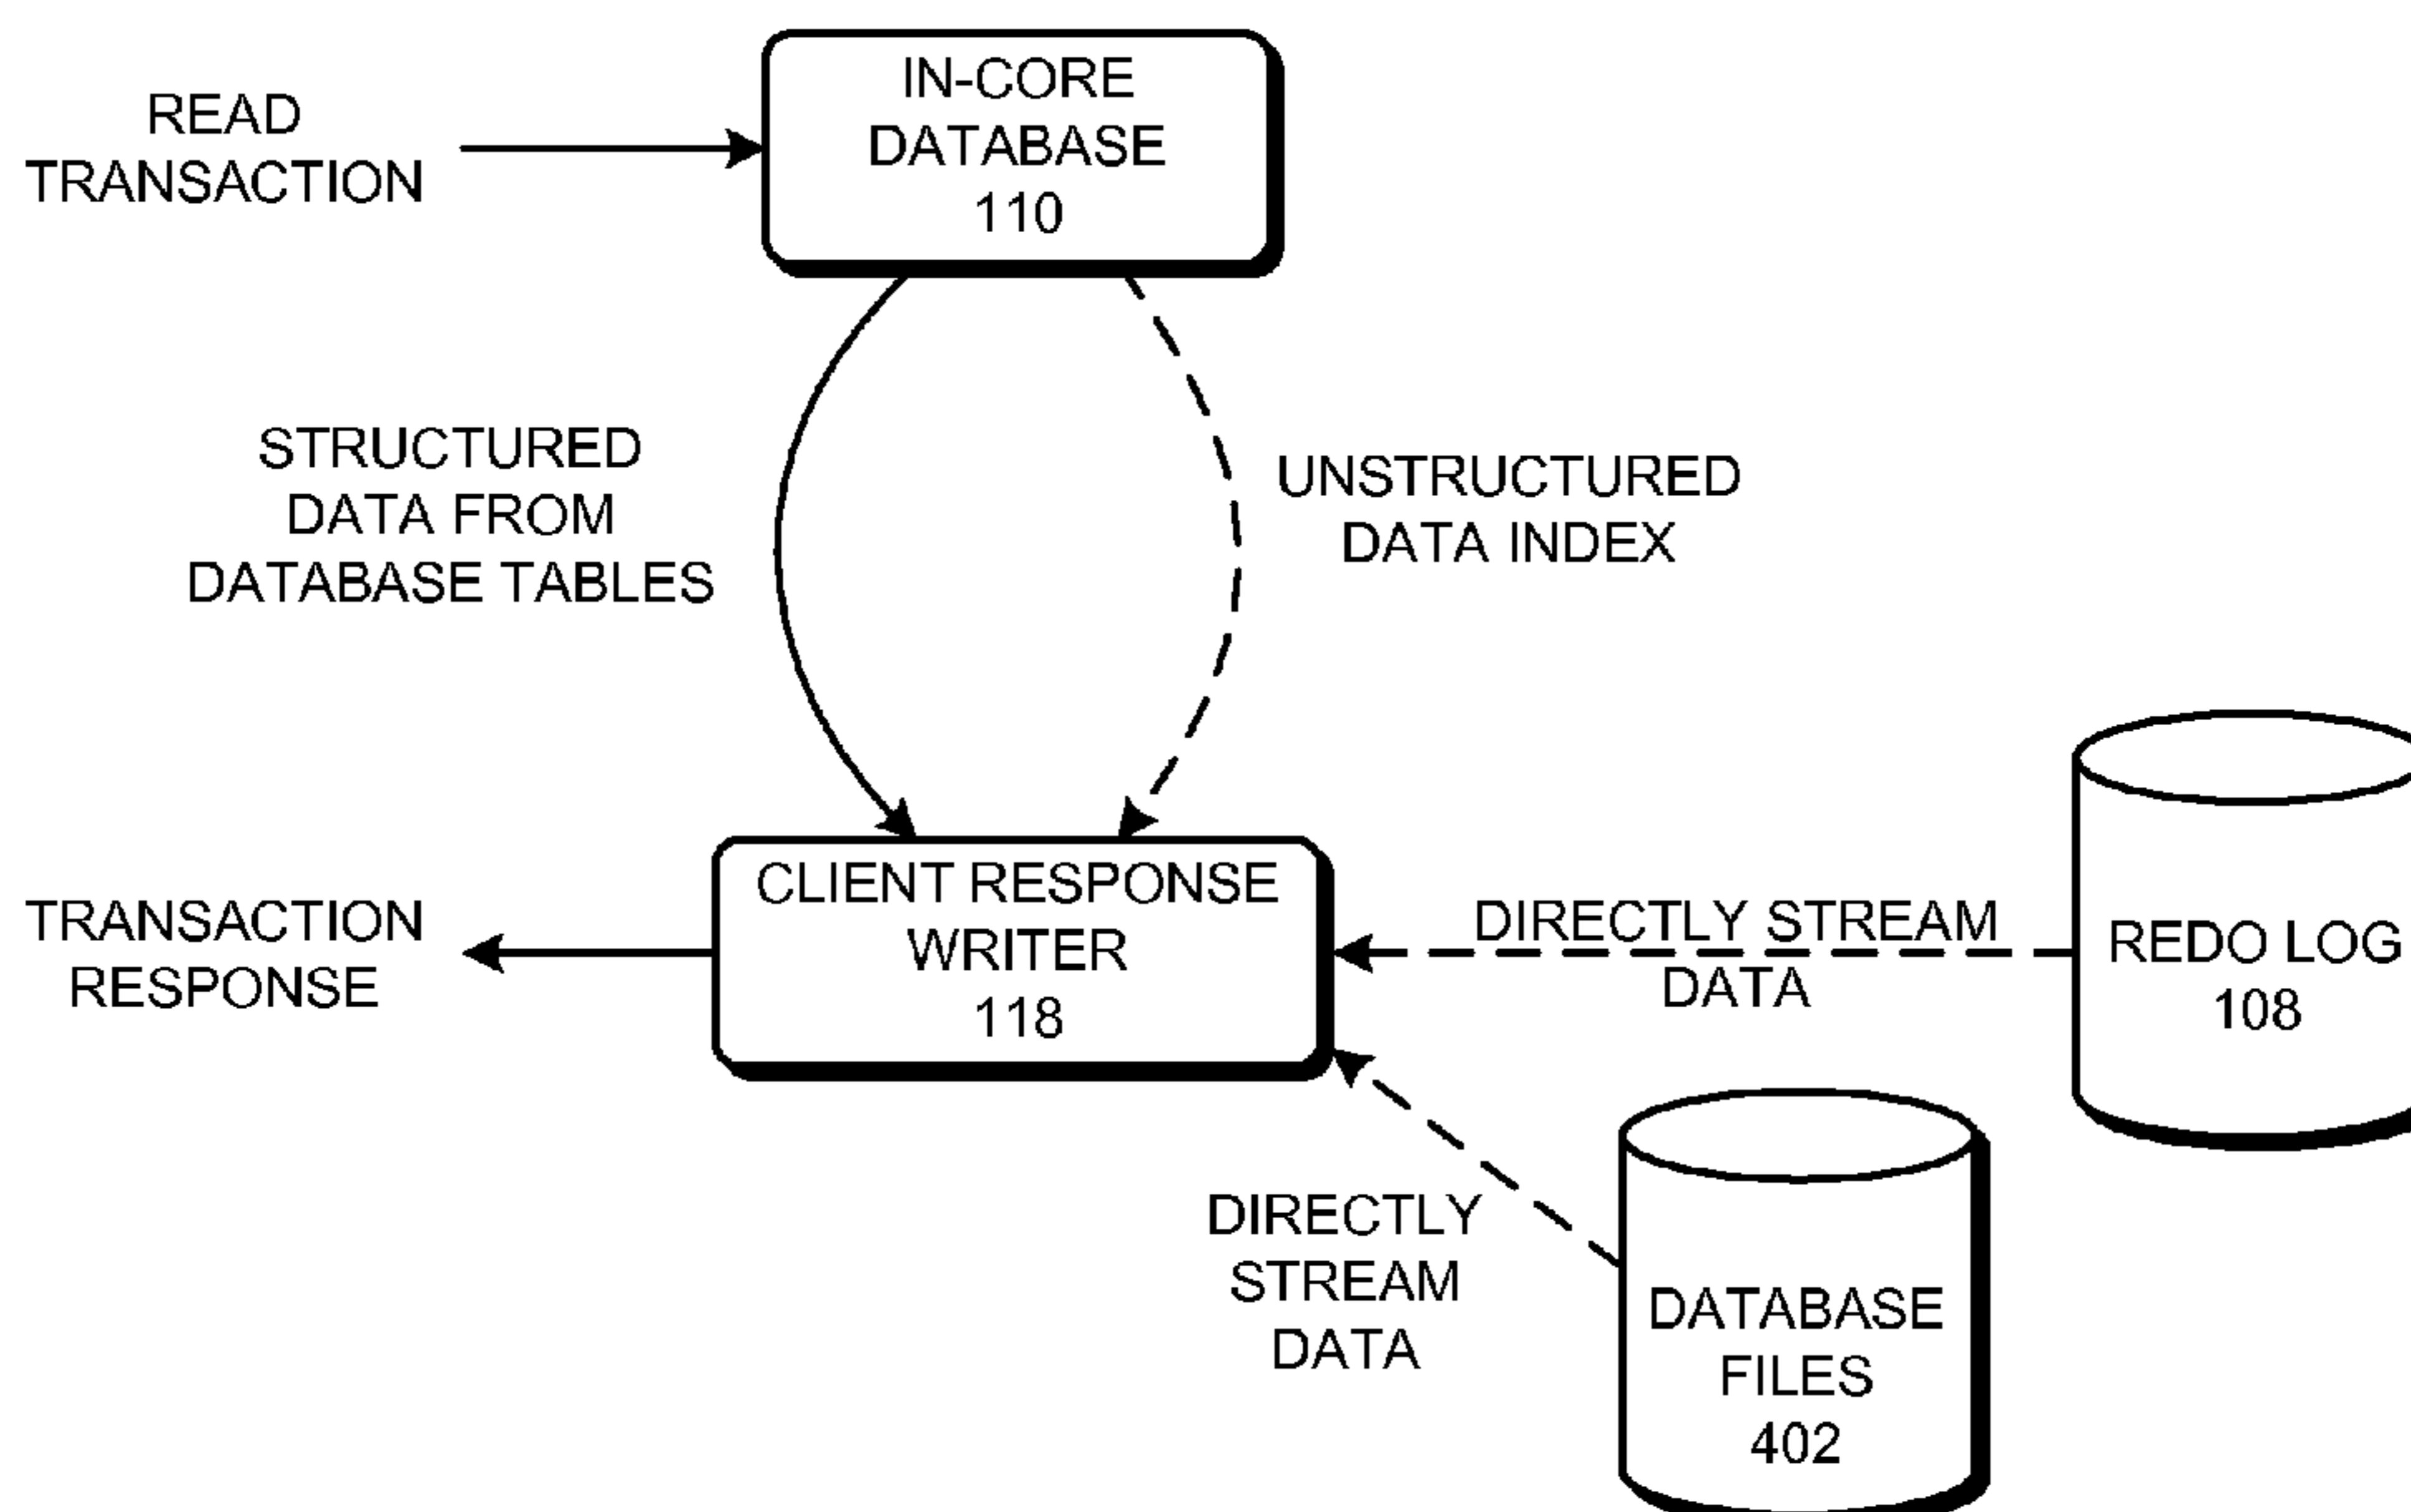 READ
TRANSACTION
IN-CORE
DATABASE
110
STRUCTURED
DATA FROM
DATABASE TABLES
UNSTRUCTURED
DATA INDEX
TRANSACTION
RESPONSE
CLIENT RESPONSE
WRITER
118
DIRECTLY STREAM
DATA
REDO LOG
108
DIRECTLY
STREAM
DATA
DATABASE
FILES
402